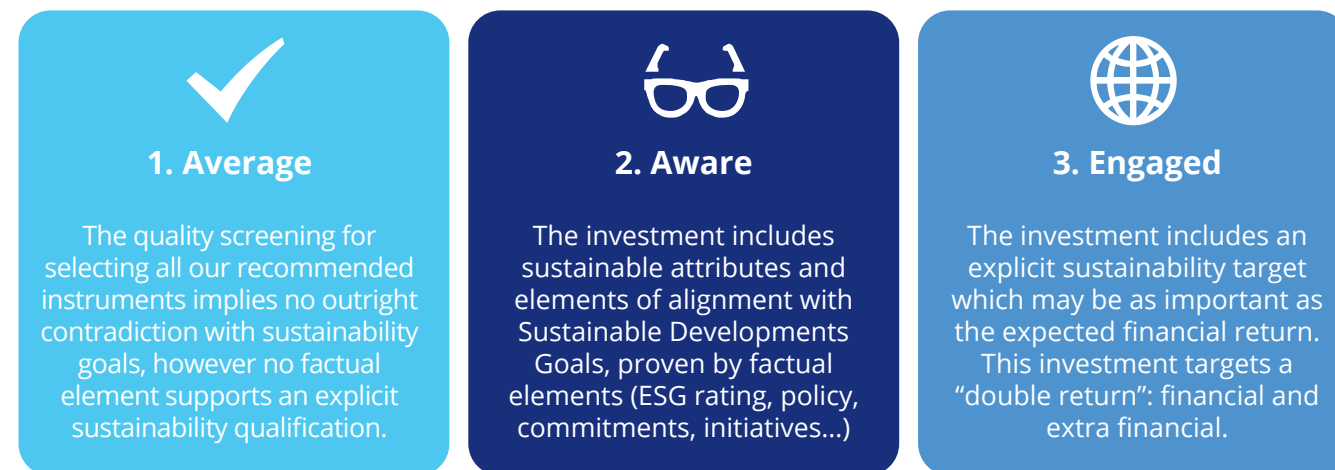 1. Average
The quality screening for
selecting all our recommended
instruments implies no outright
contradiction with sustainability
goals, however no factual
element supports an explicit
sustainability qualification.
2. Aware
The investment includes
sustainable attributes and
elements of alignment with
Sustainable Developments
Goals, proven by factual
elements (ESG rating, policy,
commitments, initiatives...)
3. Engaged
The investment includes an
explicit sustainability target
which may be as important as
the expected financial return.
This investment targets a
“double return”: financial and
extra financial.